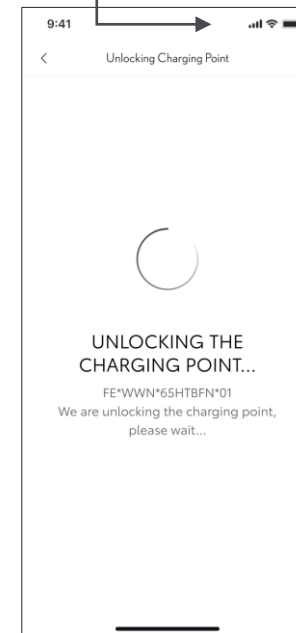 9:41
Unlocking Charging Point
UNLOCKING THE
CHARGING POINT...
FE*WWN*65HTBFN*01
We are unlocking the charging point,
please wait...